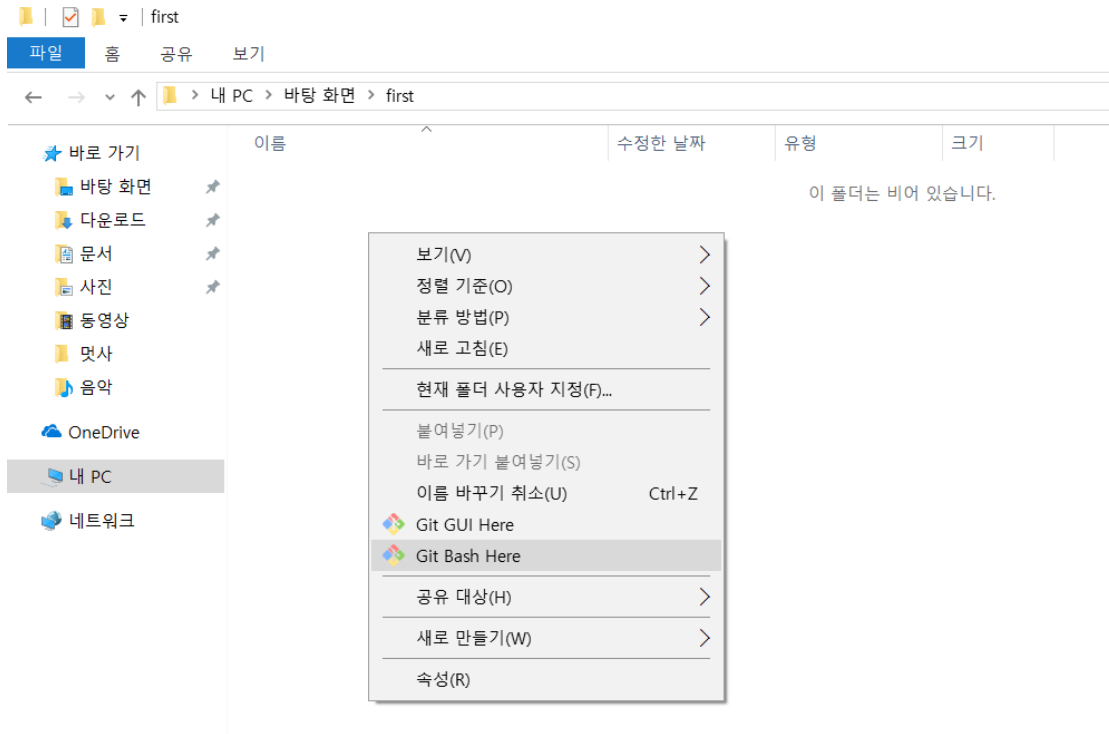 first
파일 홈 공유 보기
내 PC > 바탕 화면 > first
이름 수정한 날짜 유형 크기
이 폴더는 비어 있습니다.
바로 가기
바탕 화면
다운로드
문서
사진
동영상
멋사
음악
OneDrive
내 PC
네트워크
보기(V)
정렬 기준(O)
분류 방법(P)
새로 고침(E)
현재 폴더 사용자 지정(F)...
붙여넣기(P)
바로 가기 붙여넣기(S)
이름 바꾸기 취소(U) Ctrl+Z
Git GUI Here
Git Bash Here
공유 대상(H)
새로 만들기(W)
속성(R)